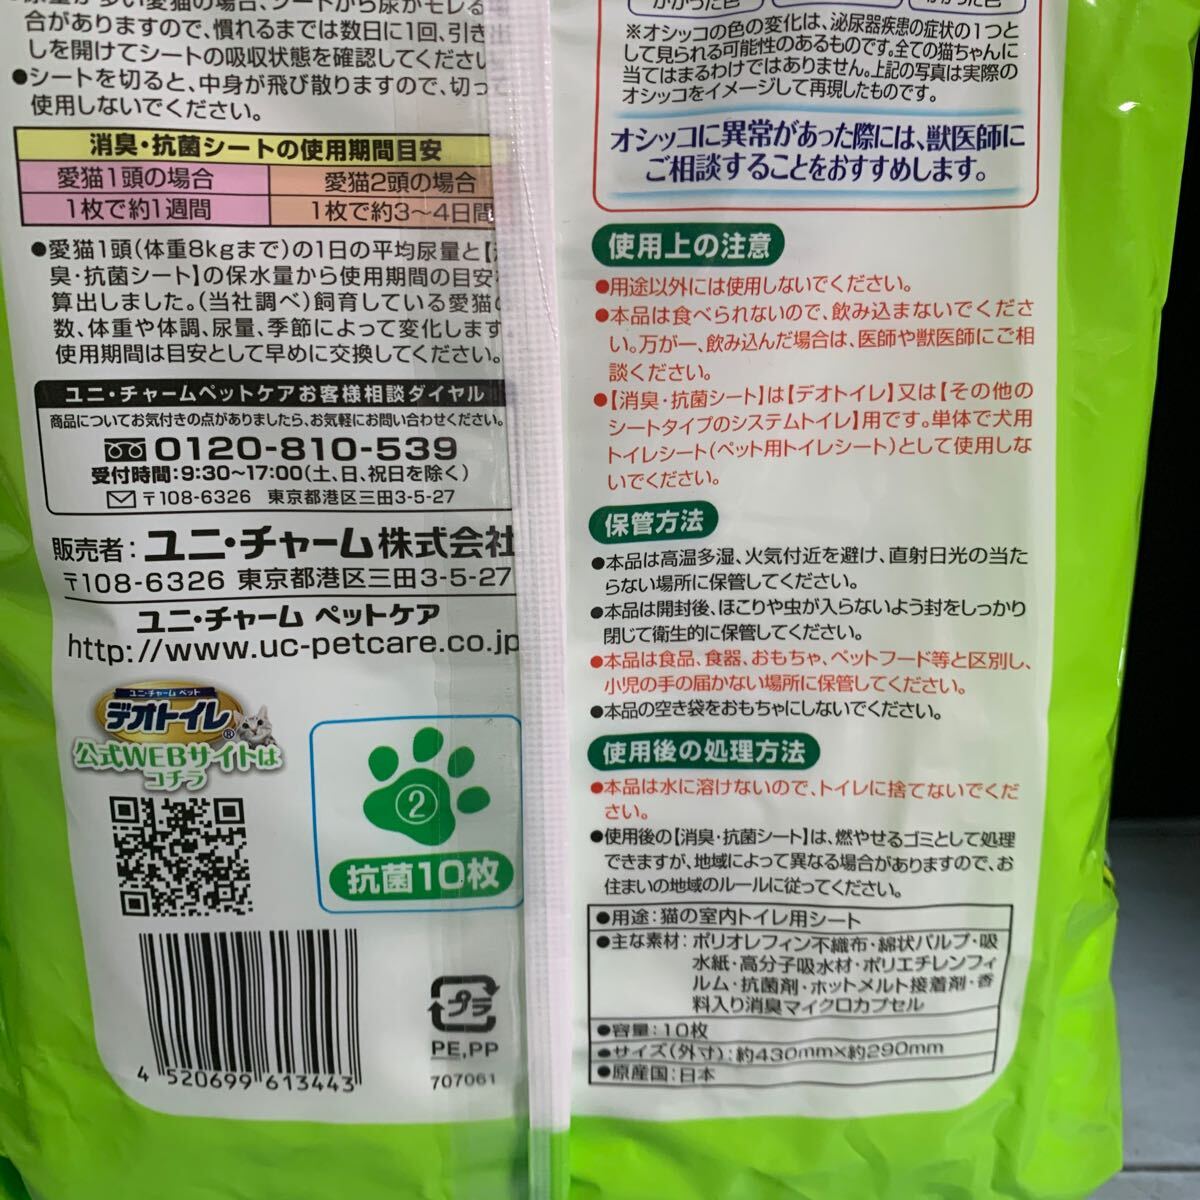 尿量が多い愛猫の場合、シートから尿がモレる
合がありますので、慣れるまでは数日に1回、引き出
しを開けてシートの吸収状態を確認してください
●シートを切ると、中身が飛び散りますので、切って
使用しないでください。
消臭・抗菌シートの使用期間目安
愛猫1頭の場合
愛猫2頭の場合
1枚で約1週間
1枚で約3〜4日間
●愛猫1頭(体重8kgまで)の1日の平均尿量と【
臭・抗菌シート】の保水量から使用期間の目安
算出しました。(当社調べ)飼育している愛猫
数、体重や体調、尿量、季節によって変化します
使用期間は目安として早めに交換してください。
ユニ・チャームペットケアお客様相談ダイヤル
商品についてお気付きの点がありましたら、お気軽にお問い合わせください。
0120-810-539
受付時間:9:30〜17:00(土、日、祝日を除く)
〒108-6326 東京都港区三田3-5-27
販売者:ユニ・チャーム株式会社
〒108-6326 東京都港区三田3-5-27
ユニ・チャーム ペットケア
http://www.uc-petcare.co.jp
ユニ・チャーム ペット
デオトイレ®
公式WEBサイトは
コチラ
2
抗菌10枚
4 520699 613443
プラ
PE,PP
707061
かかった色
かかった色
※オシッコの色の変化は、泌尿器疾患の症状の1つと
して見られる可能性のあるものです。全ての猫ちゃんに
当てはまるわけではありません。上記の写真は実際の
オシッコをイメージして再現したものです。
オシッコに異常があった際には、獣医師に
ご相談することをおすすめします。
使用上の注意
●用途以外には使用しないでください。
●本品は食べられないので、飲み込まないでくださ
い。万が一、飲み込んだ場合は、医師や獣医師にご相
談ください。
●【消臭・抗菌シート】は【デオトイレ】又は【その他の
シートタイプのシステムトイレ】用です。単体で犬用
トイレシート(ペット用トイレシート)として使用しな
いでください。
保管方法
●本品は高温多湿、火気付近を避け、直射日光の当た
らない場所に保管してください。
●本品は開封後、ほこりや虫が入らないよう封をしっかり
閉じて衛生的に保管してください。
●本品は食品、食器、おもちゃ、ペットフード等と区別し、
小児の手の届かない場所に保管してください。
●本品の空き袋をおもちゃにしないでください。
使用後の処理方法
●本品は水に溶けないので、トイレに捨てないでくだ
さい。
●使用後の【消臭・抗菌シート】は、燃やせるゴミとして処理
できますが、地域によって異なる場合がありますので、お
住まいの地域のルールに従ってください。
●用途:猫の室内トイレ用シート
●主な素材:ポリオレフィン不織布・綿状パルプ・吸
水紙・高分子吸水材・ポリエチレンフィ
ルム・抗菌剤・ホットメルト接着剤・香
料入り消臭マイクロカプセル
●容量:10枚
●サイズ(外寸):約430mm×約290mm
●原産国:日本